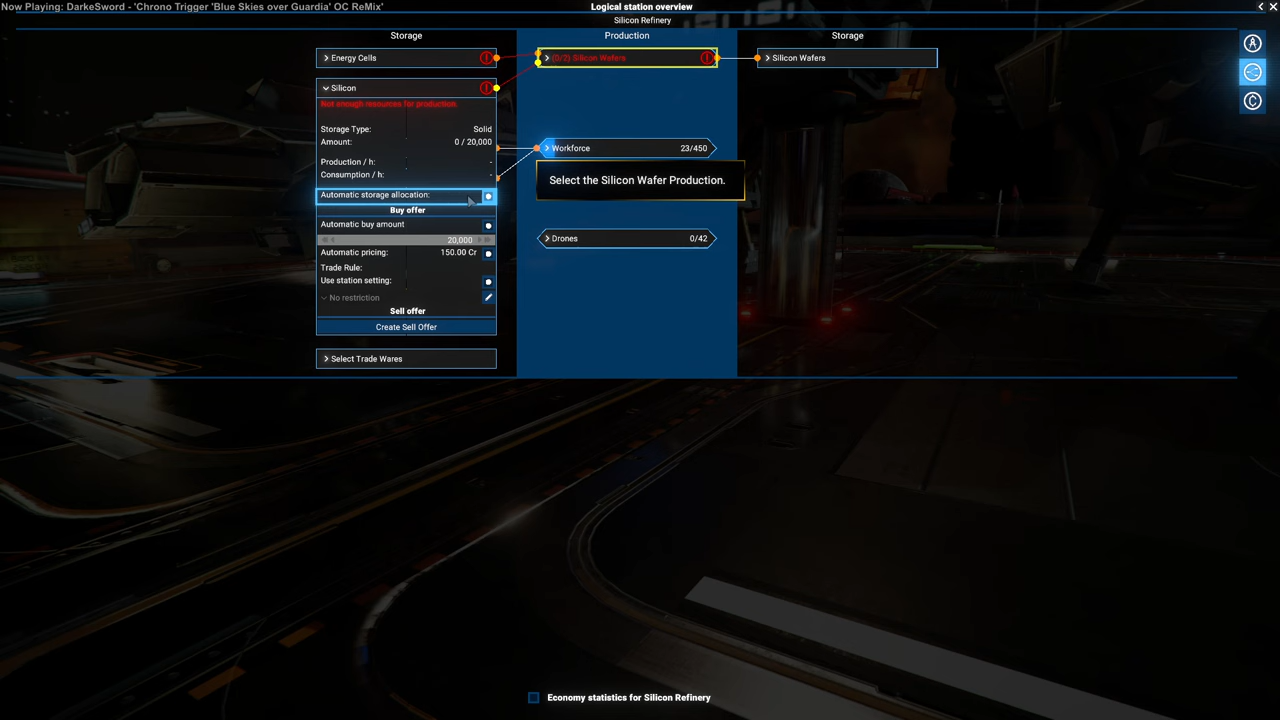 Now Playing: DarkeSword - 'Chrono Trigger 'Blue Skies over Guardia' OC ReMix'
Logical station overview
Silicon Refinery
Storage
Production
Storage
Energy Cells
(0/2) Silicon Wafers
Silicon Wafers
Silicon
Not enough resources for production.
Storage Type: Solid
Amount: 0 / 20,000
Production / h: -
Consumption / h: -
Automatic storage allocation:
Buy offer
Automatic buy amount
20,000
Automatic pricing: 150.00 Cr
Trade Rule:
Use station setting:
No restriction
Sell offer
Create Sell Offer
Select Trade Wares
Workforce 23/450
Select the Silicon Wafer Production.
Drones 0/42
A
C
Economy statistics for Silicon Refinery